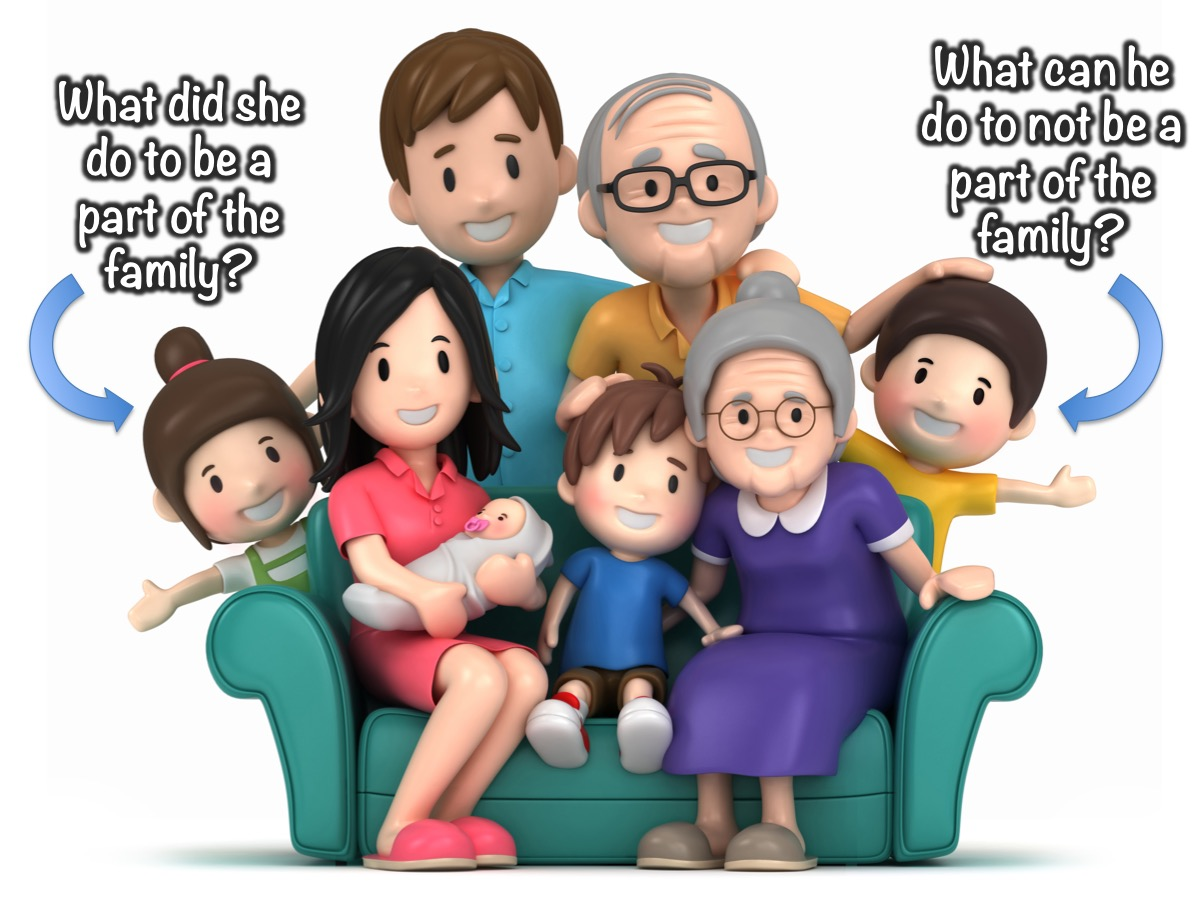 What did she
do to be a
part of the
family?
What can he
do to not be a
part of the
family?